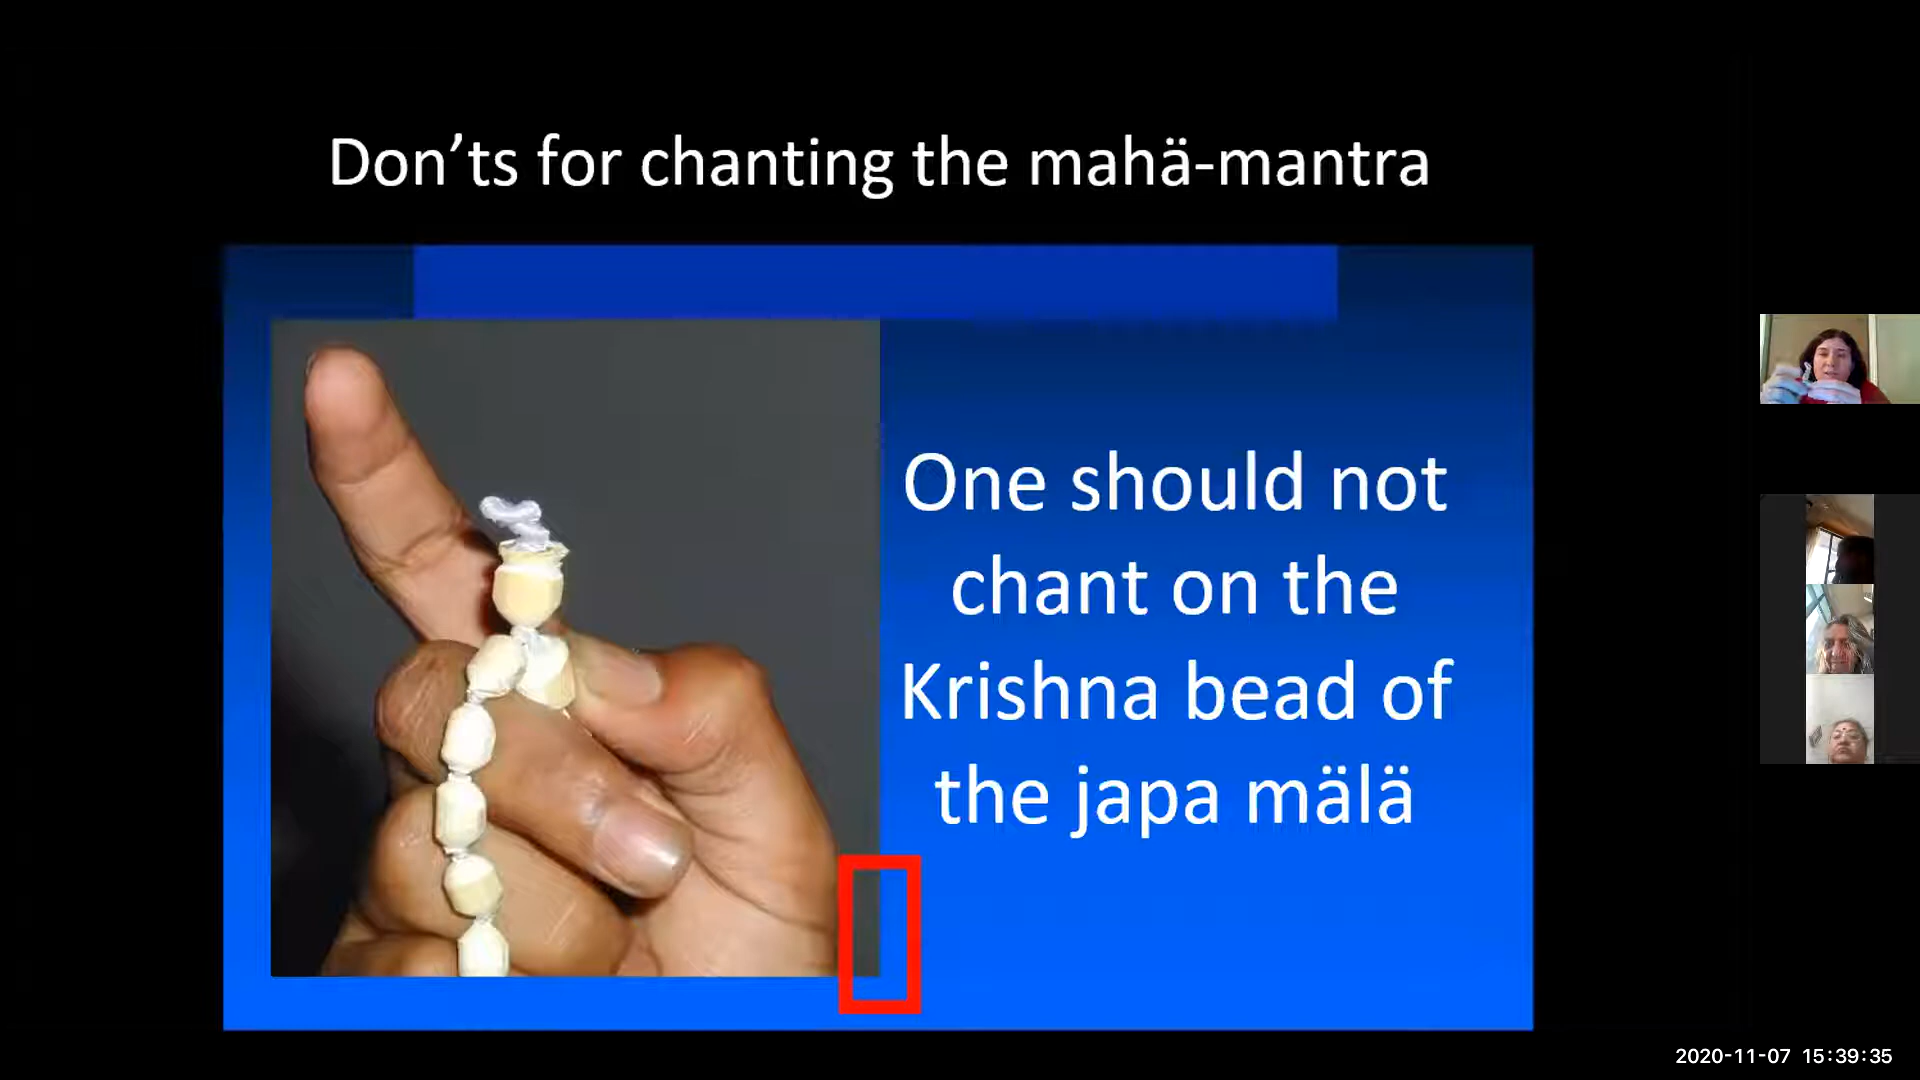 Don’ts for chanting the mahä-mantra
One should not
chant on the
Krishna bead of
the japa mälä
2020-11-07 15:39:35